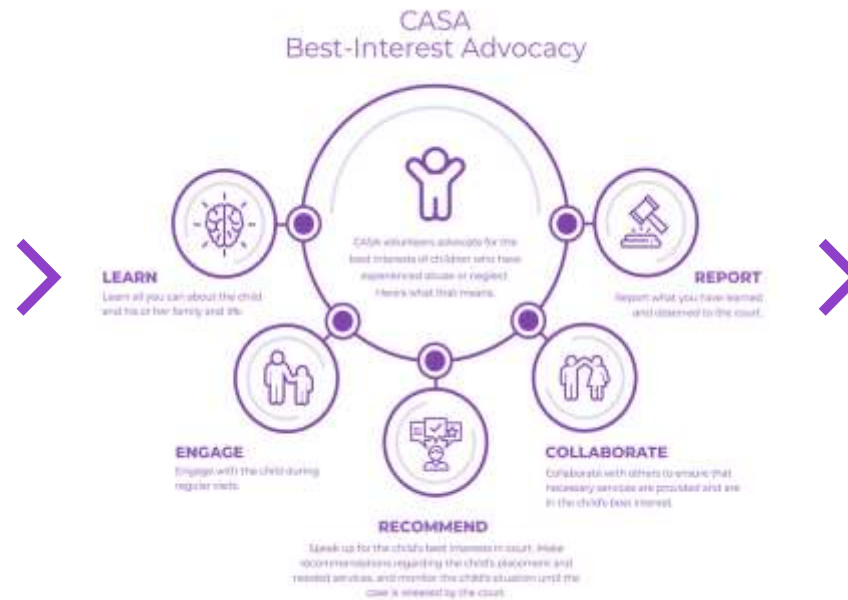 CASA
Best-Interest Advocacy
CASA volunteers advocate for the
best interests of children who have
experienced abuse or neglect.
Here's what that means.
LEARN
Learn all you can about the child
and his or her family and life.
REPORT
Report what you have learned
and observed to the court.
ENGAGE
Engage with the child during
regular visits.
COLLABORATE
Collaborate with others to ensure that
necessary services are provided and are
in the child's best interest.
RECOMMEND
Speak up for the child's best interests in court. Make
recommendations regarding the child's placement and
needed services, and monitor the child's situation until the
case is released by the court.